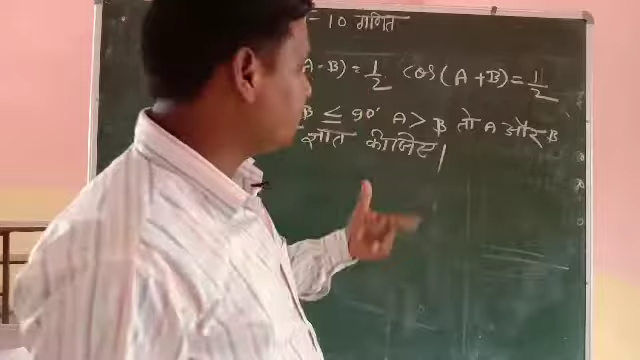 = 10 गणित
A - B) = 1/2 cos(A + B) = 1/2
B ≤ 90° A > B तो A और B
ज्ञात कीजिए।